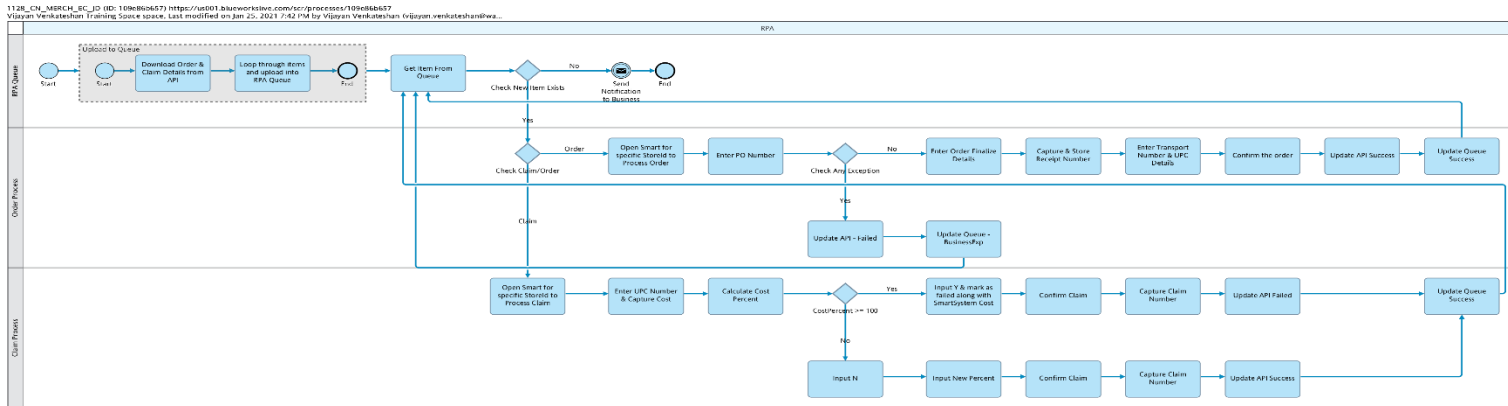 1128_CN_MERCH_EC_JD (ID: 109e86b657) https://us001.blueworkslive.com/scr/processes/109e86b657
Vijayan Venkateshan Training Space space, Last modified on Jan 25, 2021 7:42 PM by Vijayan Venkateshan (vijayan.venkateshan@wa...
RPA
RPA Queue
Upload to Queue
Start
Start
Download Order &
Claim Details from
API
Loop through items
and upload into
RPA Queue
End
Get Item From
Queue
Check New Item Exists
No
Send
Notification
to Business
End
Yes
Order Process
Check Claim/Order
Order
Open Smart for
specific StoreId to
Process Order
Enter PO Number
Check Any Exception
No
Enter Order Finalize
Details
Capture & Store
Receipt Number
Enter Transport
Number & UPC
Details
Confirm the order
Update API Success
Update Queue
Success
Yes
Claim
Update API - Failed
Update Queue -
BusinessExp
Claim Process
Open Smart for
specific StoreId to
Process Claim
Enter UPC Number
& Capture Cost
Calculate Cost
Percent
CostPercent >= 100
Yes
Input Y & mark as
failed along with
SmartSystem Cost
Confirm Claim
Capture Claim
Number
Update API Failed
Update Queue
Success
No
Input N
Input New Percent
Confirm Claim
Capture Claim
Number
Update API Success